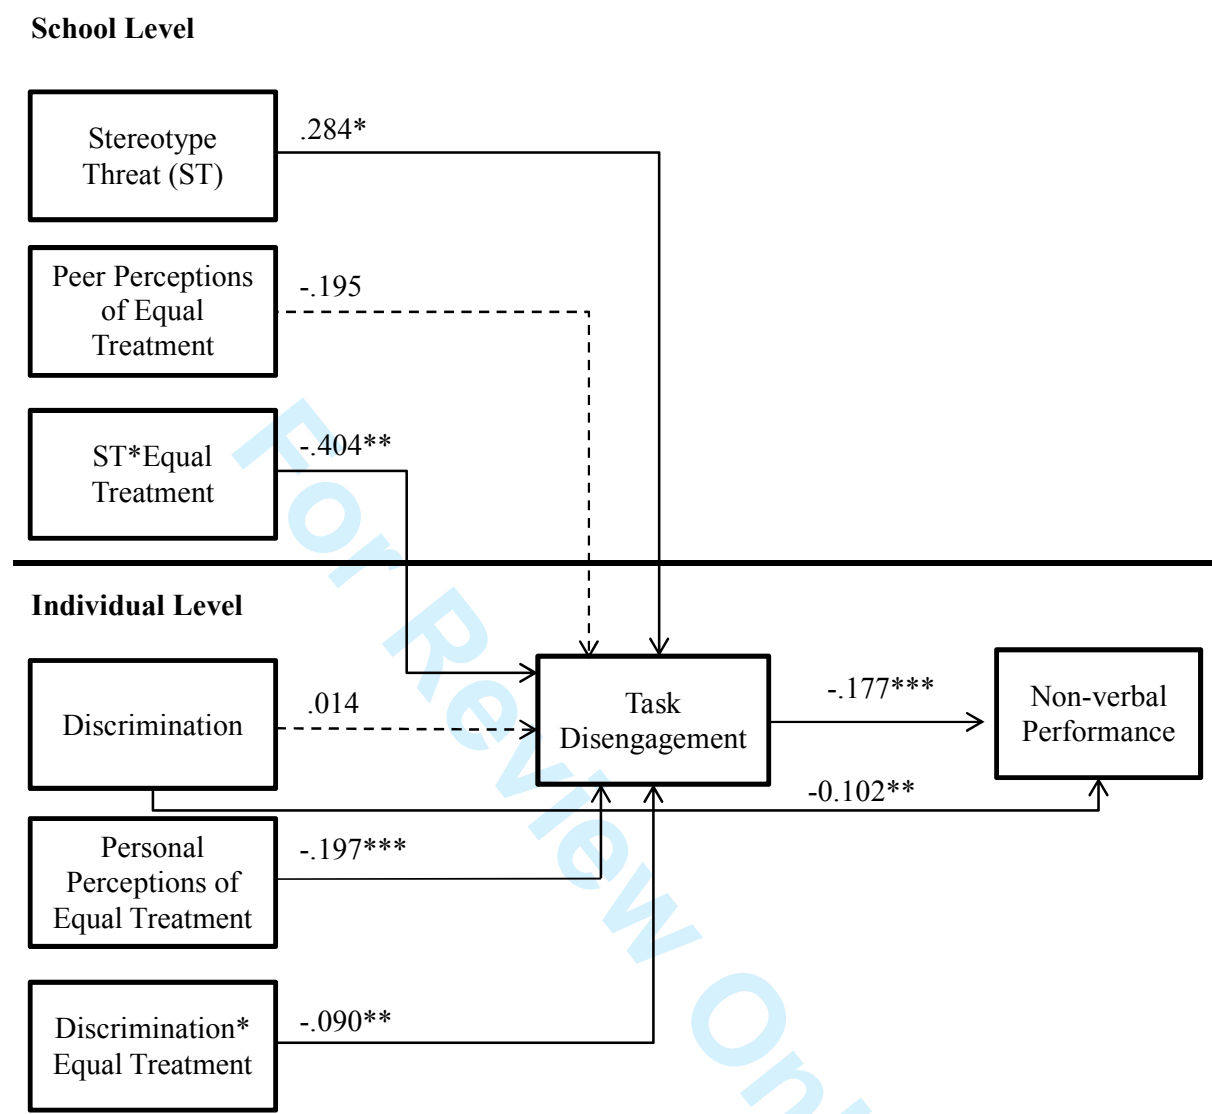 School Level
Stereotype
Threat (ST)
.284*
Peer Perceptions
of Equal
Treatment
-.195
ST*Equal
Treatment
-.404**
Individual Level
Discrimination
.014
Task
Disengagement
-.177***
Non-verbal
Performance
-0.102**
Personal
Perceptions of
Equal Treatment
-.197***
Discrimination*
Equal Treatment
-.090**
For Review On